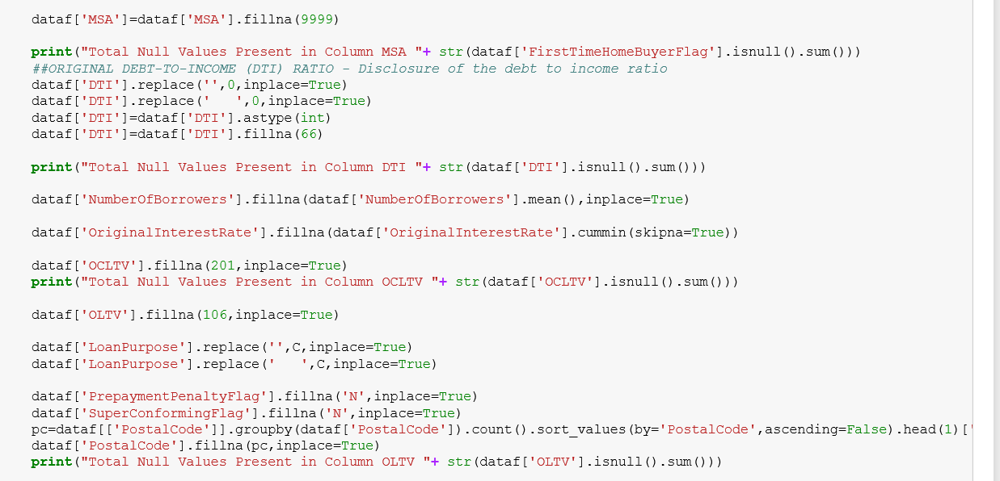 dataf['MSA']=dataf['MSA'].fillna(9999)
print("Total Null Values Present in Column MSA "+ str(dataf['FirstTimeHomeBuyerFlag'].isnull().sum()))
##ORIGINAL DEBT-TO-INCOME (DTI) RATIO - Disclosure of the debt to income ratio
dataf['DTI'].replace('',0,inplace=True)
dataf['DTI'].replace('   ',0,inplace=True)
dataf['DTI']=dataf['DTI'].astype(int)
dataf['DTI']=dataf['DTI'].fillna(66)
print("Total Null Values Present in Column DTI "+ str(dataf['DTI'].isnull().sum()))
dataf['NumberOfBorrowers'].fillna(dataf['NumberOfBorrowers'].mean(),inplace=True)
dataf['OriginalInterestRate'].fillna(dataf['OriginalInterestRate'].cummin(skipna=True))
dataf['OCLTV'].fillna(201,inplace=True)
print("Total Null Values Present in Column OCLTV "+ str(dataf['OCLTV'].isnull().sum()))
dataf['OLTV'].fillna(106,inplace=True)
dataf['LoanPurpose'].replace('',C,inplace=True)
dataf['LoanPurpose'].replace('   ',C,inplace=True)
dataf['PrepaymentPenaltyFlag'].fillna('N',inplace=True)
dataf['SuperConformingFlag'].fillna('N',inplace=True)
pc=dataf[['PostalCode']].groupby(dataf['PostalCode']).count().sort_values(by='PostalCode',ascending=False).head(1)['
dataf['PostalCode'].fillna(pc,inplace=True)
print("Total Null Values Present in Column OLTV "+ str(dataf['OLTV'].isnull().sum()))